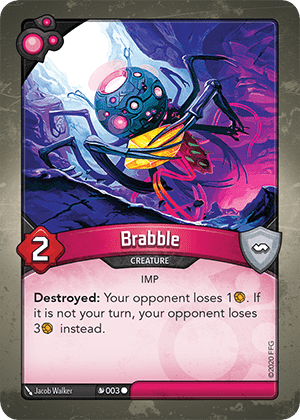 Brabble
2
CREATURE
IMP
Destroyed: Your opponent loses 1. If
it is not your turn, your opponent loses
3 instead.
Jacob Walker
003
©2020 FFG